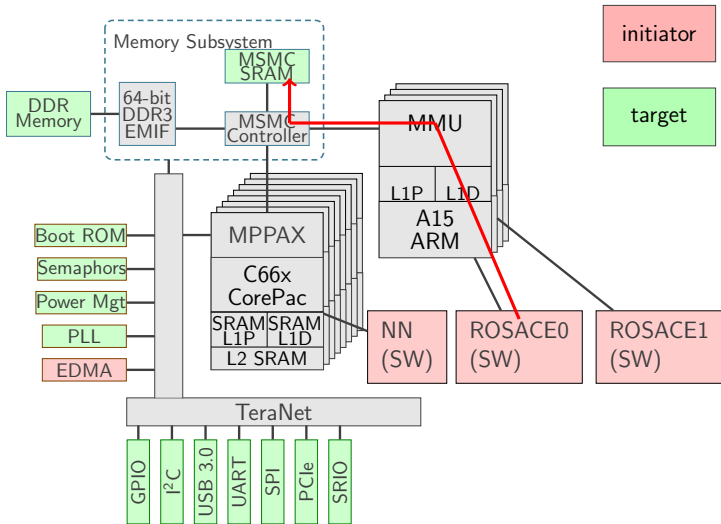 Memory Subsystem
MSMC
SRAM
initiator
DDR
Memory
64-bit
DDR3
EMIF
MSMC
Controller
MMU
target
L1P
L1D
A15
ARM
Boot ROM
Semaphors
Power Mgt
PLL
EDMA
MPPAX
C66x
CorePac
SRAM
L1P
SRAM
L1D
L2 SRAM
NN
(SW)
ROSACE0
(SW)
ROSACE1
(SW)
TeraNet
GPIO
I²C
USB 3.0
UART
SPI
PCIe
SRIO